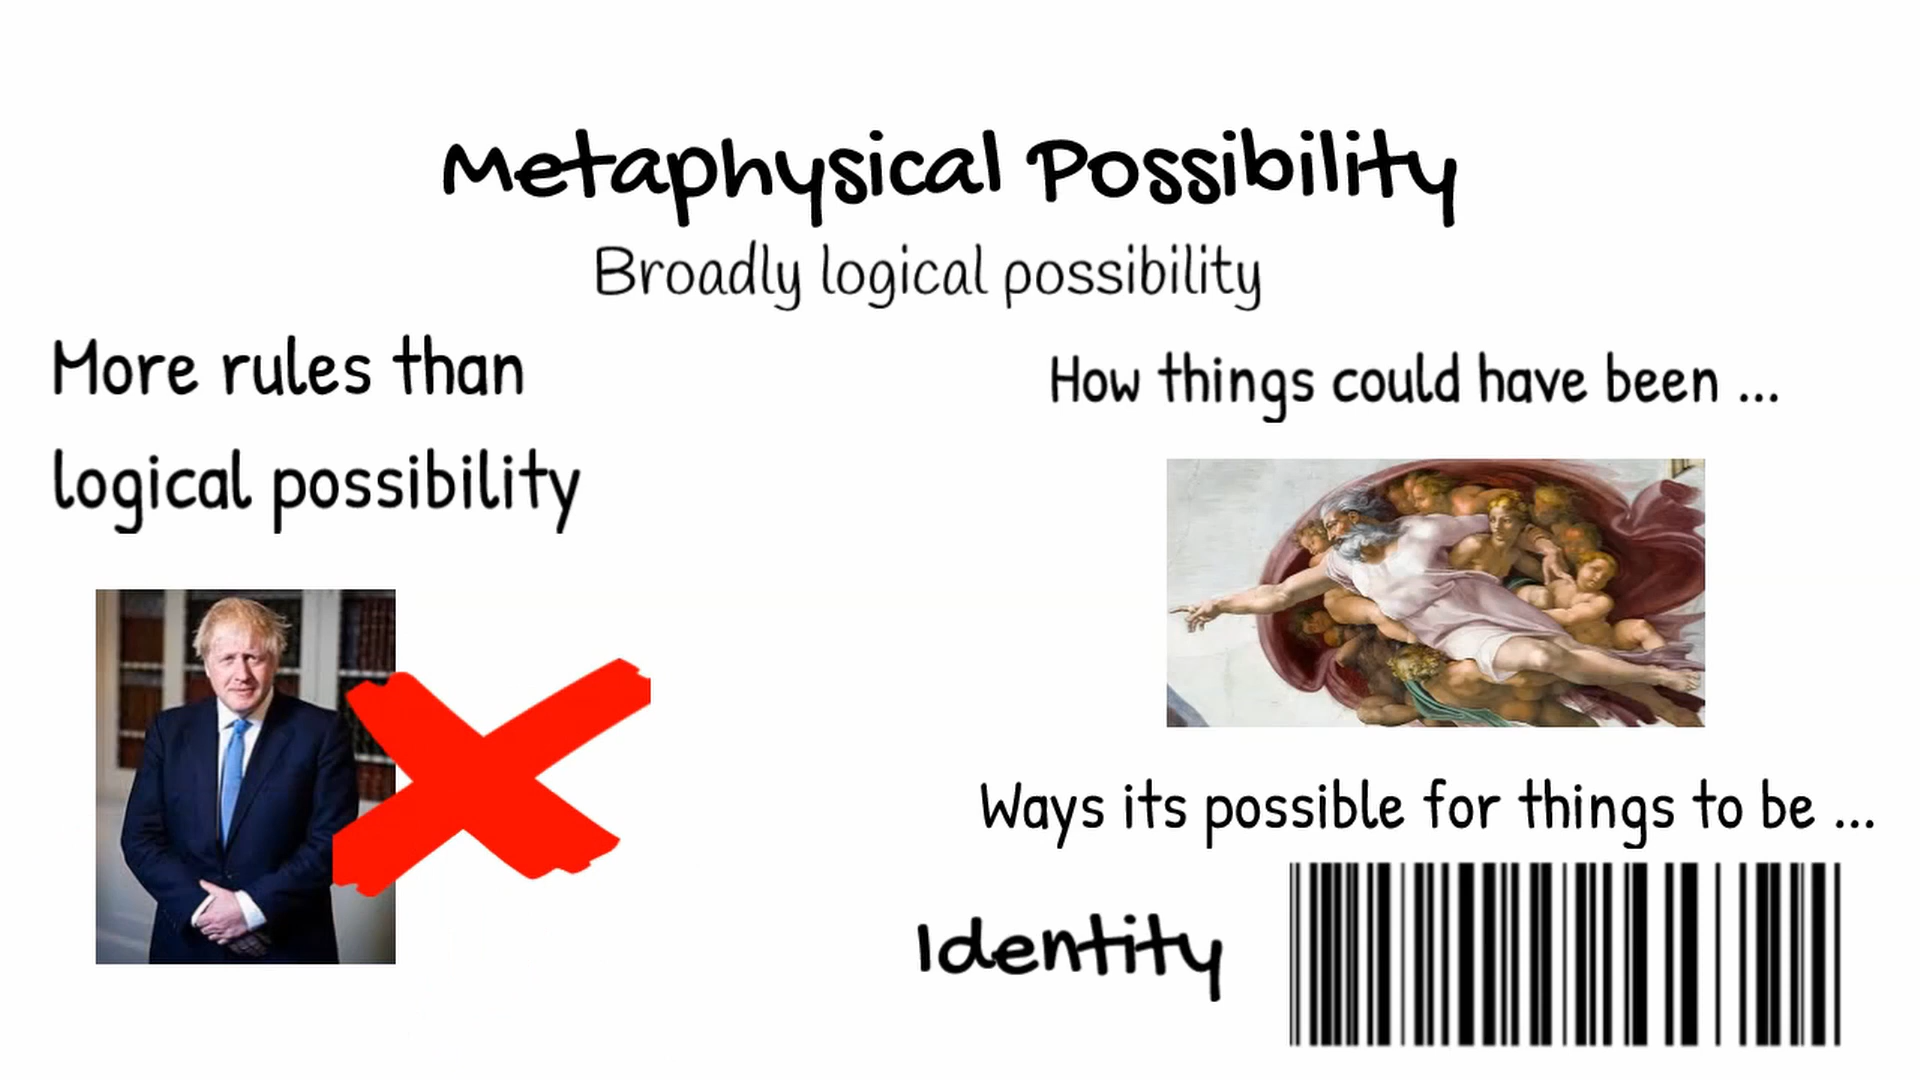 Metaphysical Possibility
Broadly logical possibility
More rules than
logical possibility
How things could have been ...
Ways its possible for things to be ...
Identity